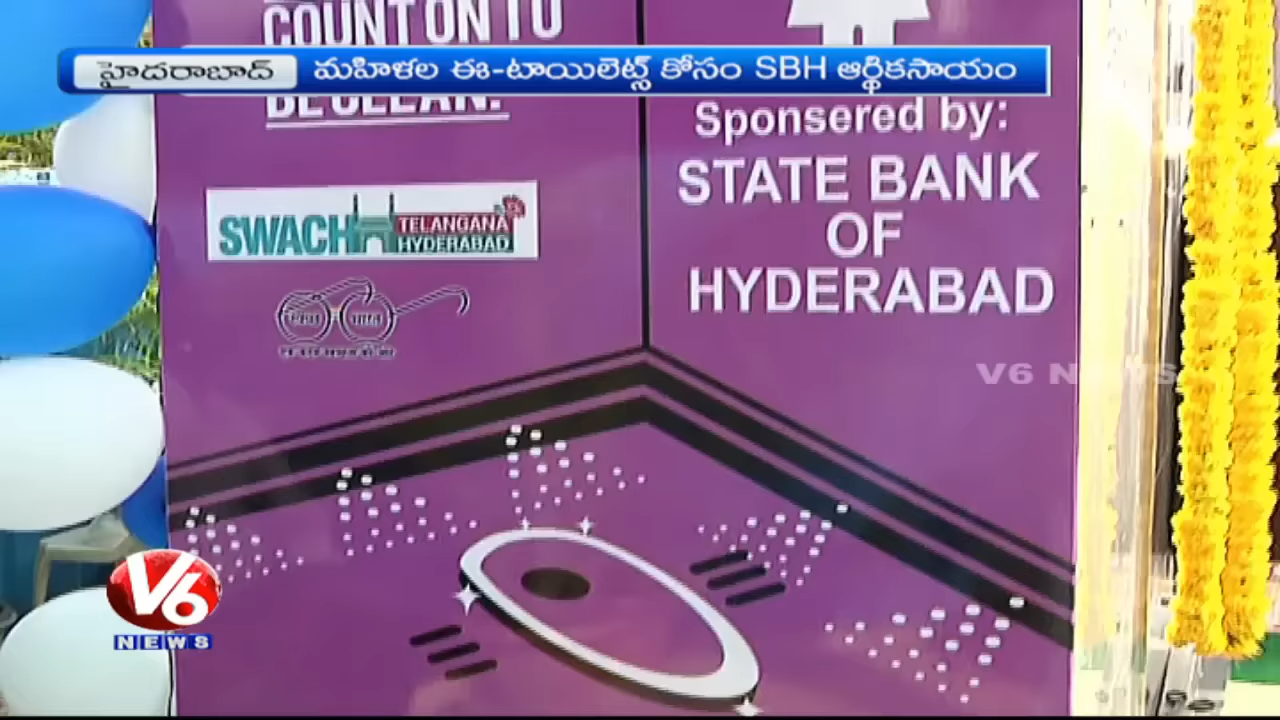 COUNT ON TO
హైదరాబాద్ మహిళల ఈ-టాయిలెట్స్ కోసం SBH ఆర్థికసాయం
BE CLEAN.
Sponsered by:
STATE BANK
OF
HYDERABAD
SWACHH TELANGANA
HYDERABAD
V6 NEWS
V6
NEWS